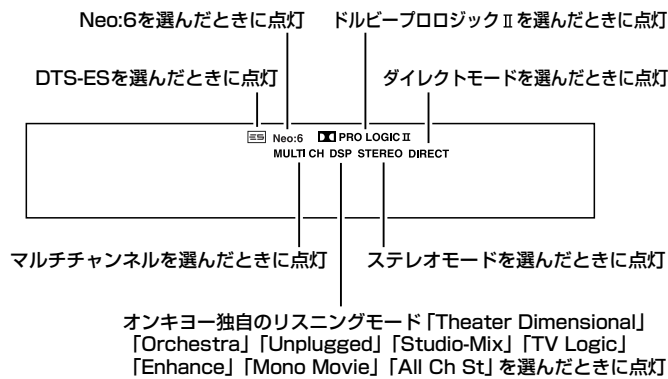 Neo:6を選んだときに点灯
ドルビープロロジックⅡを選んだときに点灯
DTS-ESを選んだときに点灯
ダイレクトモードを選んだときに点灯
ES Neo:6 PRO LOGIC Ⅱ
MULTI CH DSP STEREO DIRECT
マルチチャンネルを選んだときに点灯
ステレオモードを選んだときに点灯
オンキヨー独自のリスニングモード「Theater Dimensional」
「Orchestra」「Unplugged」「Studio-Mix」「TV Logic」
「Enhance」「Mono Movie」「All Ch St」を選んだときに点灯